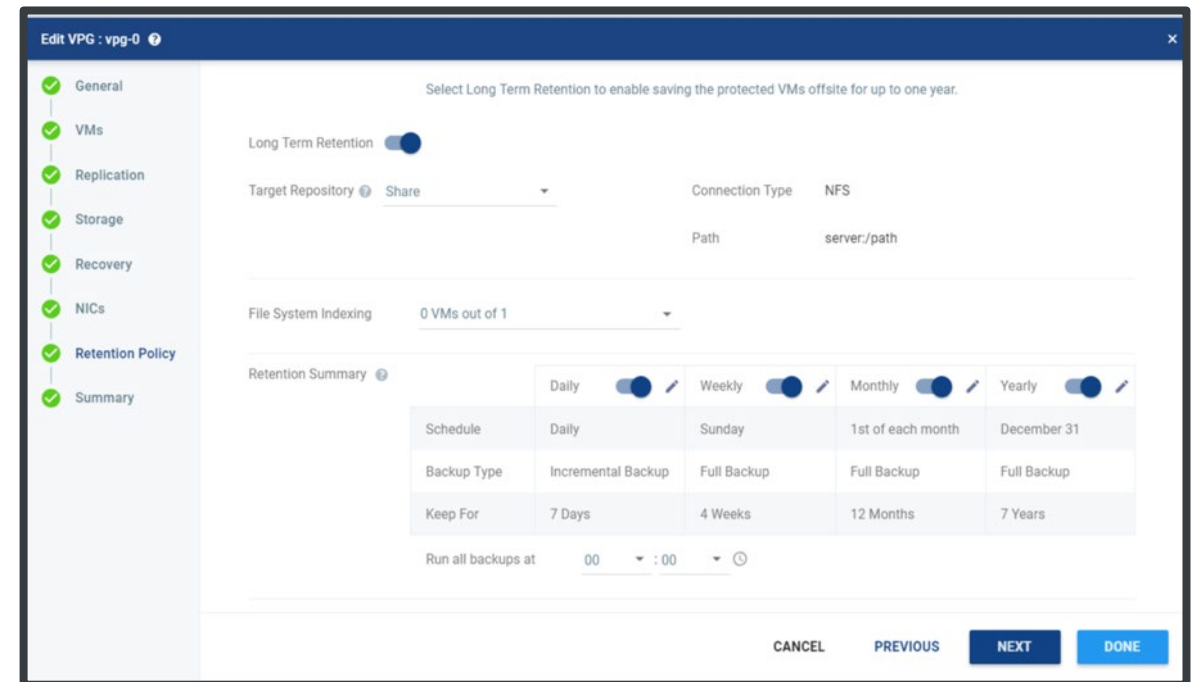 Edit VPG : vpg-0 ?
×
General
VMs
Replication
Storage
Recovery
NICs
Retention Policy
Summary
Select Long Term Retention to enable saving the protected VMs offsite for up to one year.
Long Term Retention
Target Repository ? Share Connection Type NFS
Path server:/path
File System Indexing 0 VMs out of 1
Retention Summary ?
Daily Weekly Monthly Yearly
Schedule Daily Sunday 1st of each month December 31
Backup Type Incremental Backup Full Backup Full Backup Full Backup
Keep For 7 Days 4 Weeks 12 Months 7 Years
Run all backups at 00 : 00
CANCEL PREVIOUS NEXT DONE